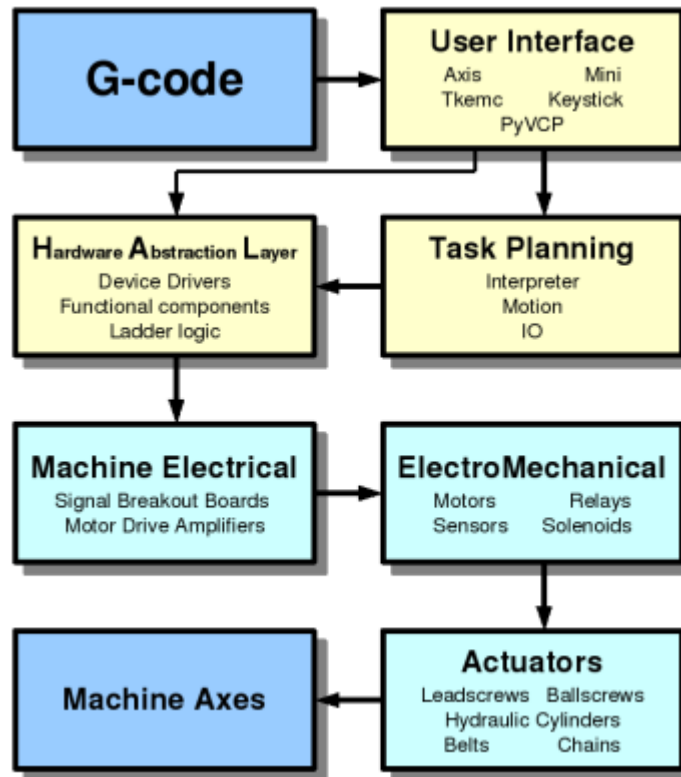 G-code
User Interface
Axis Mini
Tkemc Keystick
PyVCP
Hardware Abstraction Layer
Device Drivers
Functional components
Ladder logic
Task Planning
Interpreter
Motion
IO
Machine Electrical
Signal Breakout Boards
Motor Drive Amplifiers
ElectroMechanical
Motors Relays
Sensors Solenoids
Machine Axes
Actuators
Leadscrews Ballscrews
Hydraulic Cylinders
Belts Chains